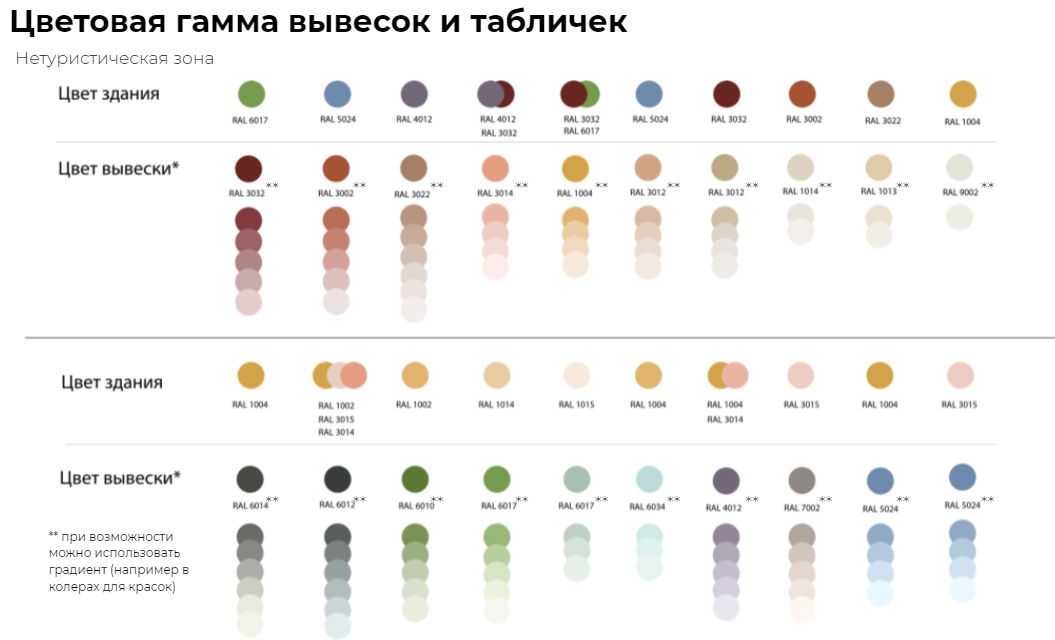 Цветовая гамма вывесок и табличек
Нетуристическая зона
Цвет здания
RAL 6017 RAL 5024 RAL 4012 RAL 4012 RAL 3032 RAL 5024 RAL 3032 RAL 3002 RAL 3022 RAL 1004
RAL 3032 RAL 6017
Цвет вывески*
RAL 3032** RAL 3002** RAL 3022** RAL 3014** RAL 1004** RAL 3012** RAL 3012** RAL 1014** RAL 1013** RAL 9002**
Цвет здания
RAL 1004 RAL 1002 RAL 1002 RAL 1014 RAL 1015 RAL 1004 RAL 1004 RAL 3015 RAL 1004 RAL 3015
RAL 3015 RAL 3014
RAL 3014
Цвет вывески*
RAL 6014** RAL 6012** RAL 6010** RAL 6017** RAL 6017** RAL 6034** RAL 4012** RAL 7002** RAL 5024** RAL 5024**
** при возможности
можно использовать
градиент (например в
колерах для красок)